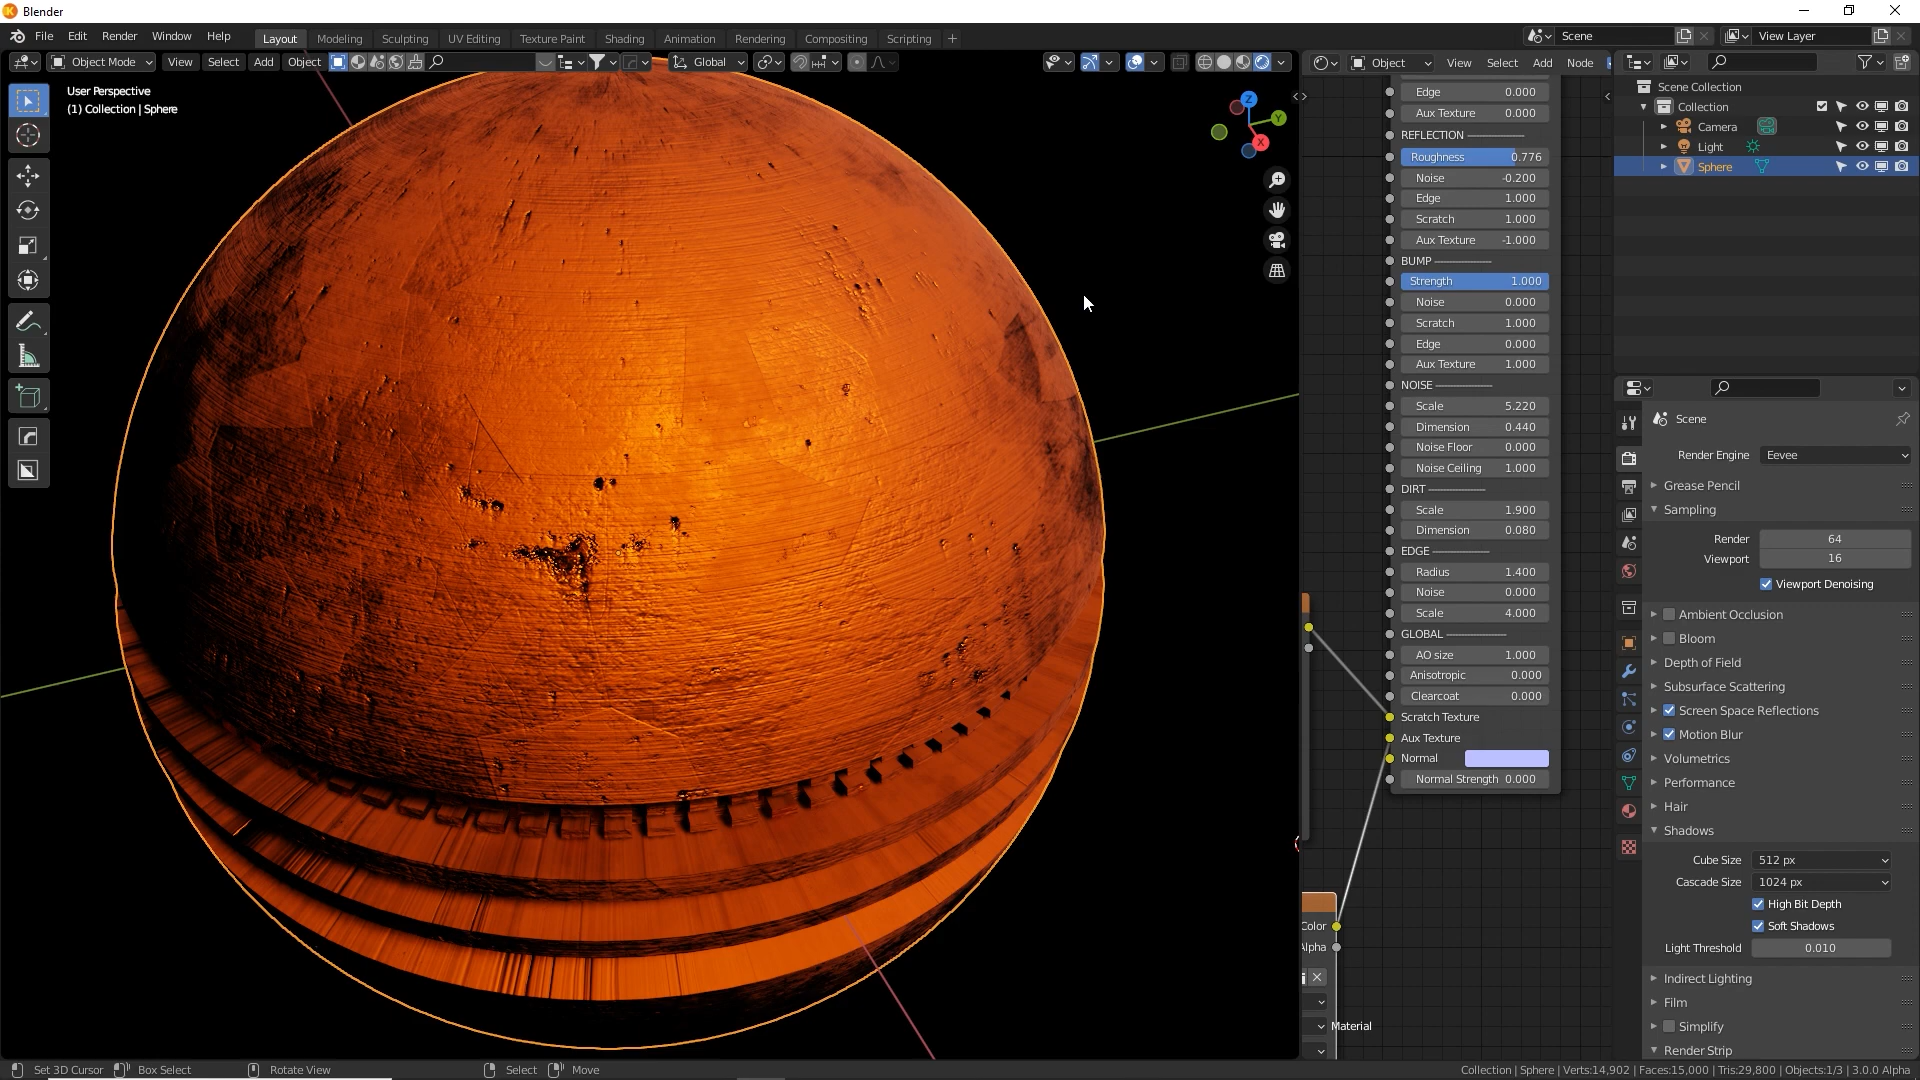 Blender
File Edit Render Window Help
Layout Modeling Sculpting UV Editing Texture Paint Shading Animation Rendering Compositing Scripting +
Scene
View Layer
Object Mode View Select Add Object
Global
Object View Select Add Node
User Perspective
(1) Collection | Sphere
Z
Y
X
Edge 0.000
Aux Texture 0.000
REFLECTION
Roughness 0.776
Noise -0.200
Edge 1.000
Scratch 1.000
Aux Texture -1.000
BUMP
Strength 1.000
Noise 0.000
Scratch 1.000
Edge 0.000
Aux Texture 1.000
NOISE
Scale 5.220
Dimension 0.440
Noise Floor 0.000
Noise Ceiling 1.000
DIRT
Scale 1.900
Dimension 0.080
EDGE
Radius 1.400
Noise 0.000
Scale 4.000
GLOBAL
AO size 1.000
Anisotropic 0.000
Clearcoat 0.000
Scratch Texture
Aux Texture
Normal
Normal Strength 0.000
Color
Alpha
Material
Scene Collection
Collection
Camera
Light
Sphere
Scene
Render Engine Eevee
Grease Pencil
Sampling
Render 64
Viewport 16
Viewport Denoising
Ambient Occlusion
Bloom
Depth of Field
Subsurface Scattering
Screen Space Reflections
Motion Blur
Volumetrics
Performance
Hair
Shadows
Cube Size 512 px
Cascade Size 1024 px
High Bit Depth
Soft Shadows
Light Threshold 0.010
Indirect Lighting
Film
Simplify
Render Strip
Set 3D Cursor Box Select Rotate View Select Move
Collection | Sphere | Verts:14,902 | Faces:15,000 | Tris:29,800 | Objects:1/3 | 3.0.0 Alpha